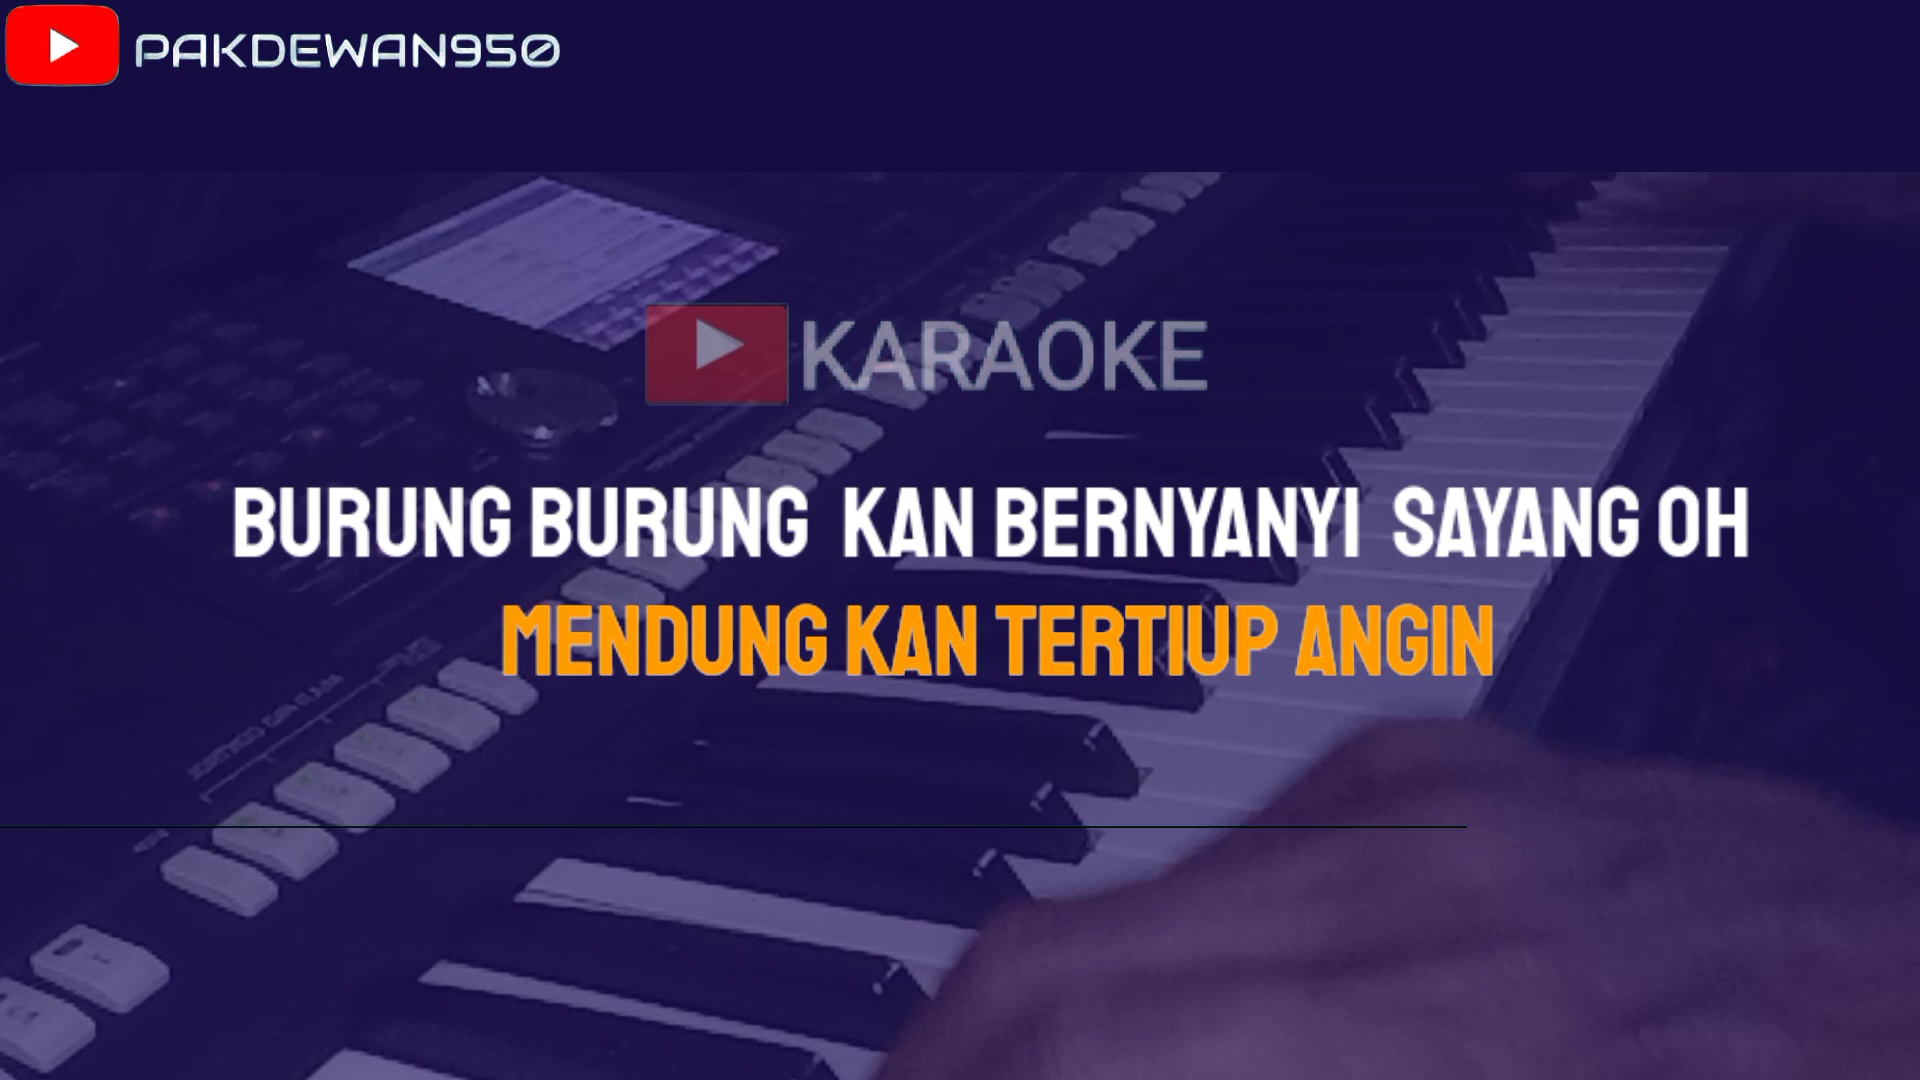 PAKDEWAN950
KARAOKE
BURUNG BURUNG KAN BERNYANYI SAYANG OH
MENDUNG KAN TERTIUP ANGIN